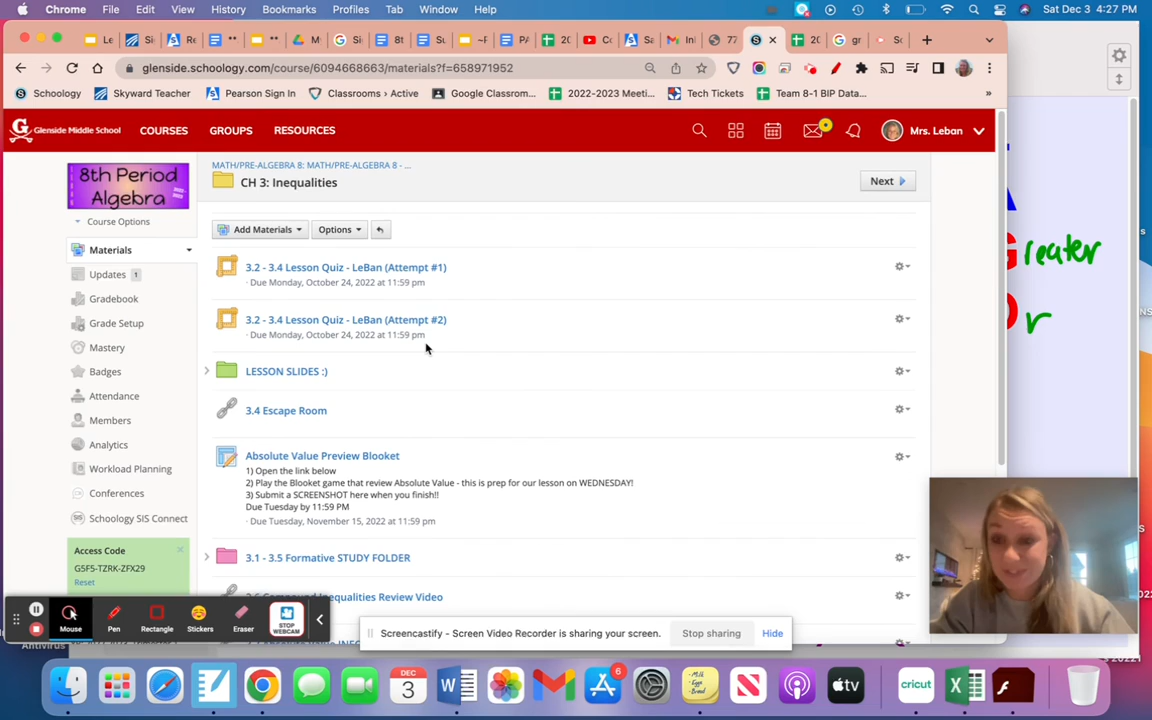 Chrome File Edit View History Bookmarks Profiles Tab Window Help Sat Dec 3 4:27 PM
glenside.schoology.com/course/6094668663/materials?f=658971952
Schoology Skyward Teacher Pearson Sign In Classrooms > Active Google Classroom... 2022-2023 Meeti... Tech Tickets Team 8-1 BIP Data... »
Glenside Middle School COURSES GROUPS RESOURCES Mrs. Leban
8th Period
Algebra
Course Options
Materials
Updates 1
Gradebook
Grade Setup
Mastery
Badges
Attendance
Members
Analytics
Workload Planning
Conferences
Schoology SIS Connect
Access Code
G5F5-TZRK-ZFX29
Reset
MATH/PRE-ALGEBRA 8: MATH/PRE-ALGEBRA 8 - ...
CH 3: Inequalities
Next
Add Materials Options
3.2 - 3.4 Lesson Quiz - LeBan (Attempt #1)
· Due Monday, October 24, 2022 at 11:59 pm
3.2 - 3.4 Lesson Quiz - LeBan (Attempt #2)
· Due Monday, October 24, 2022 at 11:59 pm
LESSON SLIDES :)
3.4 Escape Room
Absolute Value Preview Blooket
1) Open the link below
2) Play the Blooket game that review Absolute Value - this is prep for our lesson on WEDNESDAY!
3) Submit a SCREENSHOT here when you finish!!
Due Tuesday by 11:59 PM
· Due Tuesday, November 15, 2022 at 11:59 pm
3.1 - 3.5 Formative STUDY FOLDER
Inequalities Review Video
Greater
Or
Mouse Pen Rectangle Stickers Eraser STOP WEBCAM
Screencastify - Screen Video Recorder is sharing your screen. Stop sharing Hide
Antivirus
DEC
3
6
cricut